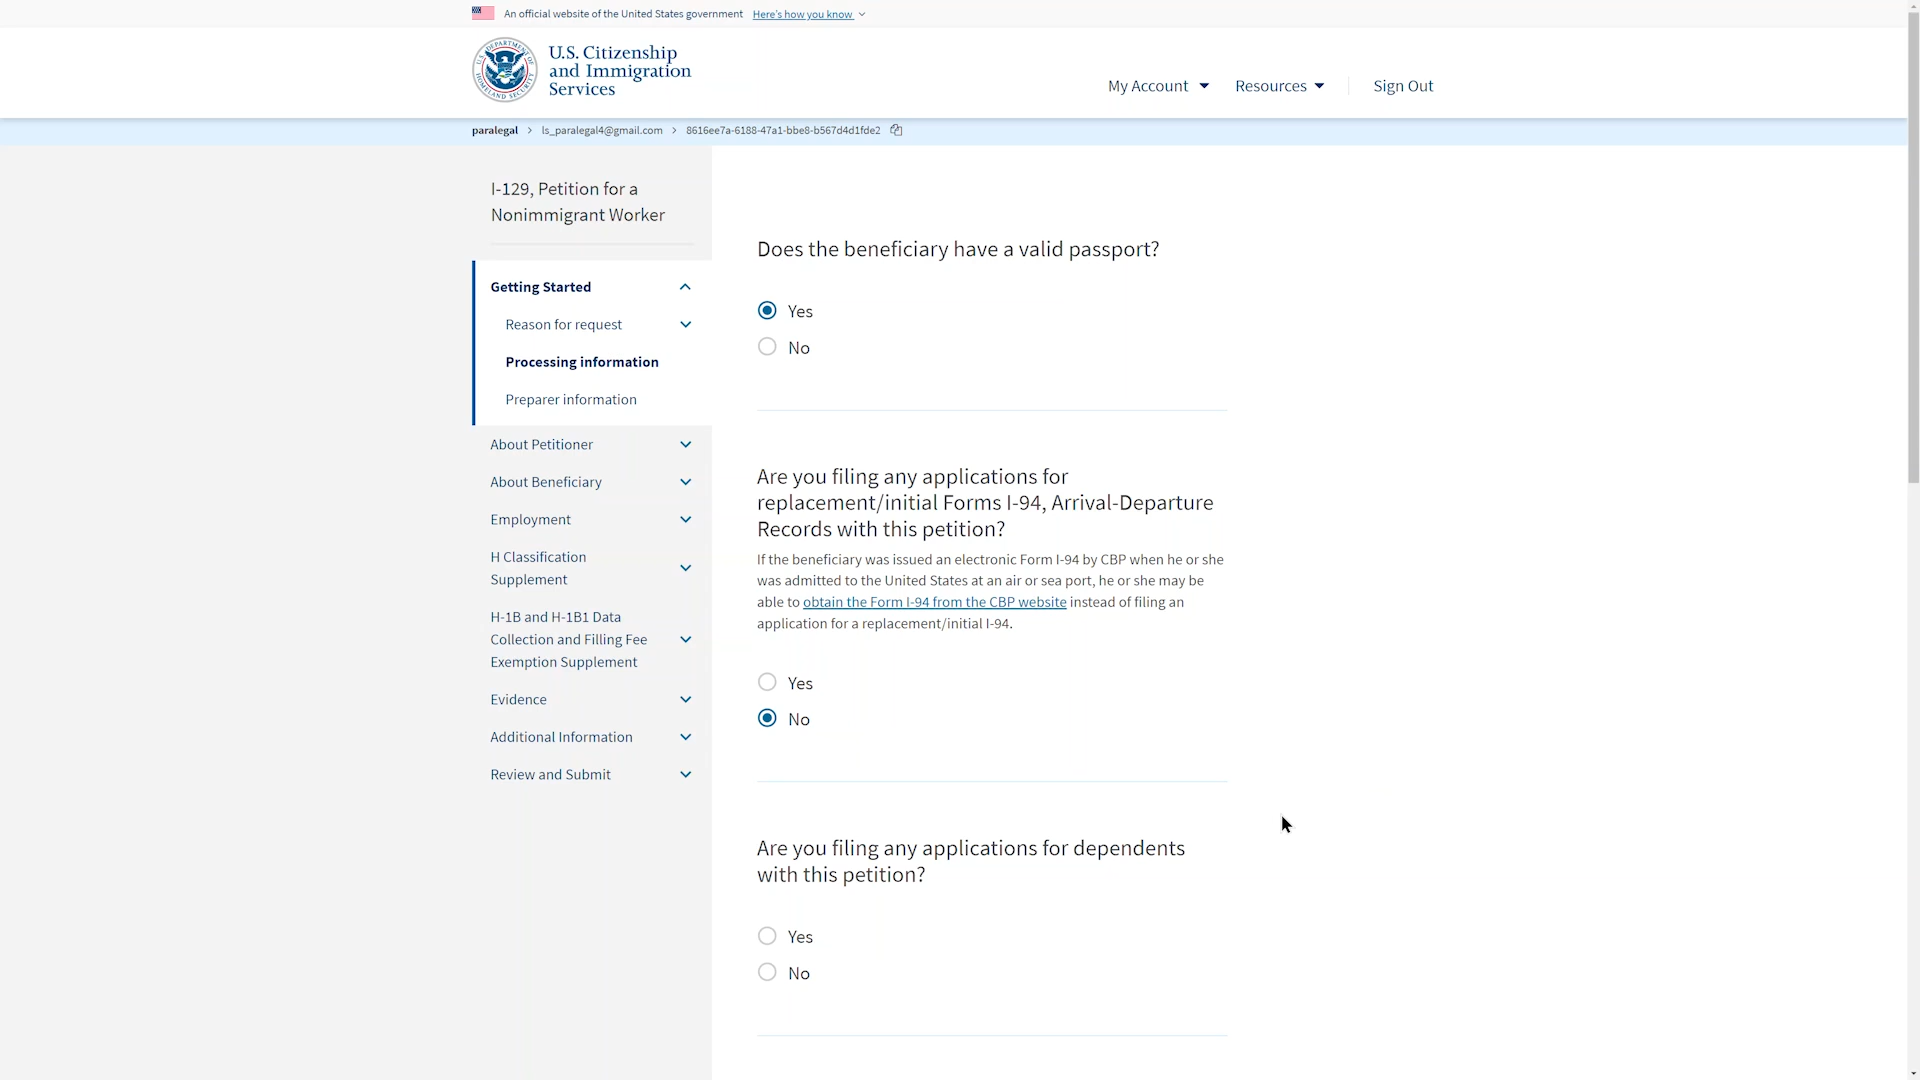 An official website of the United States government Here's how you know
U.S. Citizenship
and Immigration
Services
My Account
Resources
Sign Out
paralegal > ls_paralegal4@gmail.com > 8616ee7a-6188-47a1-bbe8-b567d4d1fde2
I-129, Petition for a
Nonimmigrant Worker
Getting Started
Reason for request
Processing information
Preparer information
About Petitioner
About Beneficiary
Employment
H Classification
Supplement
H-1B and H-1B1 Data
Collection and Filling Fee
Exemption Supplement
Evidence
Additional Information
Review and Submit
Does the beneficiary have a valid passport?
Yes
No
Are you filing any applications for
replacement/initial Forms I-94, Arrival-Departure
Records with this petition?
If the beneficiary was issued an electronic Form I-94 by CBP when he or she
was admitted to the United States at an air or sea port, he or she may be
able to obtain the Form I-94 from the CBP website instead of filing an
application for a replacement/initial I-94.
Yes
No
Are you filing any applications for dependents
with this petition?
Yes
No